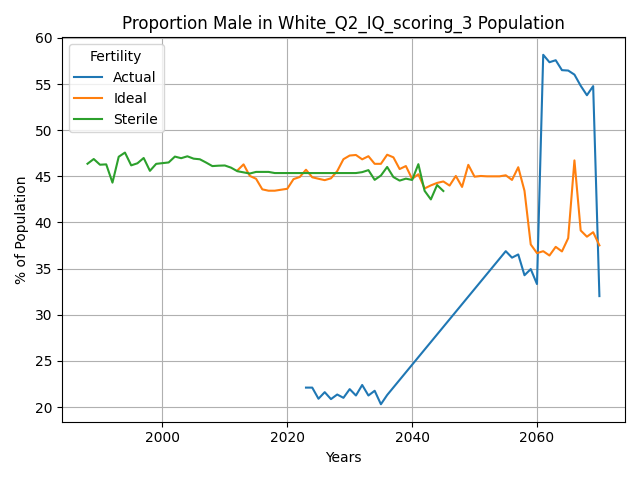 Proportion Male in White_Q2_IQ_scoring_3 Population
Fertility
Actual
Ideal
Sterile
% of Population
60
55
50
45
40
35
30
25
20
2000
2020
2040
2060
Years